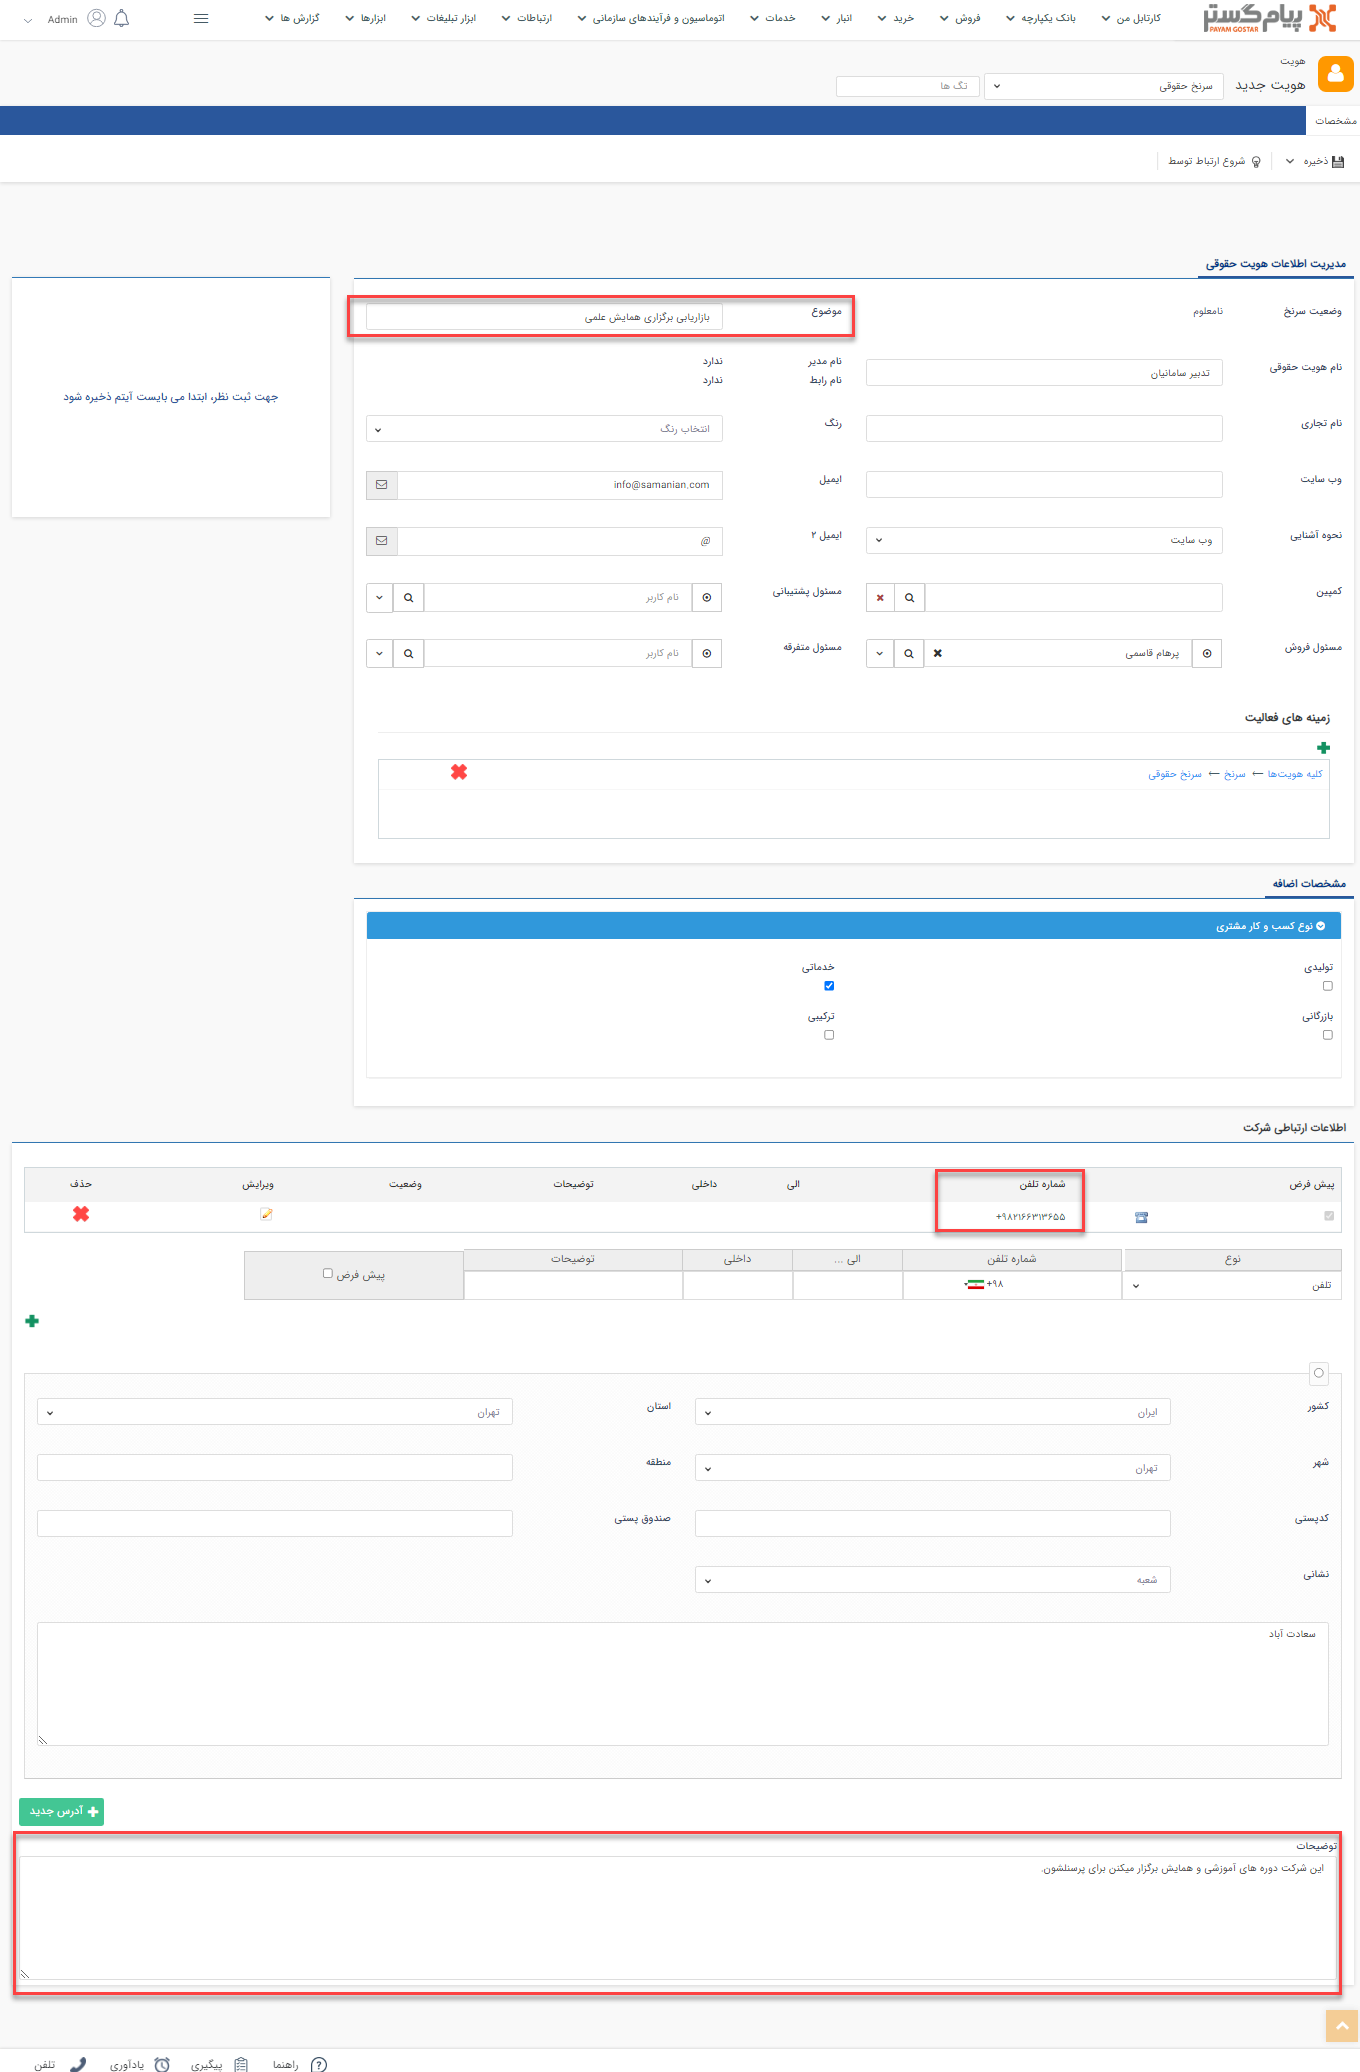 پیام گستر
PAYAM GOSTAR
کارتابل من
بانک یکپارچه
فروش
خرید
انبار
خدمات
اتوماسیون و فرآیندهای سازمانی
ارتباطات
ابزار تبلیغات
ابزارها
گزارش ها
Admin
هویت
هویت جدید
سرنخ حقوقی
تگ ها
مشخصات
ذخیره
شروع ارتباط توسط
مدیریت اطلاعات هویت حقوقی
جهت ثبت نظر، ابتدا می بایست آیتم ذخیره شود
وضعیت سرنخ
نامعلوم
موضوع
بازاریابی برگزاری همایش علمی
نام هویت حقوقی
تدبیر سامانیان
نام مدیر
ندارد
نام رابط
ندارد
نام تجاری
رنگ
انتخاب رنگ
وب سایت
ایمیل
info@samanian.com
نحوه آشنایی
وب سایت
ایمیل ۲
@
کمپین
مسئول پشتیبانی
نام کاربر
مسئول فروش
پرهام قاسمی
مسئول متفرقه
نام کاربر
زمینه های فعالیت
کلیه هویت‌ها ← سرنخ ← سرنخ حقوقی
مشخصات اضافه
نوع کسب و کار مشتری
تولیدی
خدماتی
بازرگانی
ترکیبی
اطلاعات ارتباطی شرکت
پیش فرض
شماره تلفن
الی
داخلی
توضیحات
وضعیت
ویرایش
حذف
+۹۸۲۱۶۶۳۱۳۶۵۵
نوع
شماره تلفن
الی ...
داخلی
توضیحات
پیش فرض
تلفن
+۹۸
کشور
ایران
استان
تهران
شهر
تهران
منطقه
کدپستی
صندوق پستی
نشانی
شعبه
سعادت آباد
آدرس جدید
توضیحات
این شرکت دوره های آموزشی و همایش برگزار میکنن برای پرسنلشون.
راهنما
پیگیری
یادآوری
تلفن